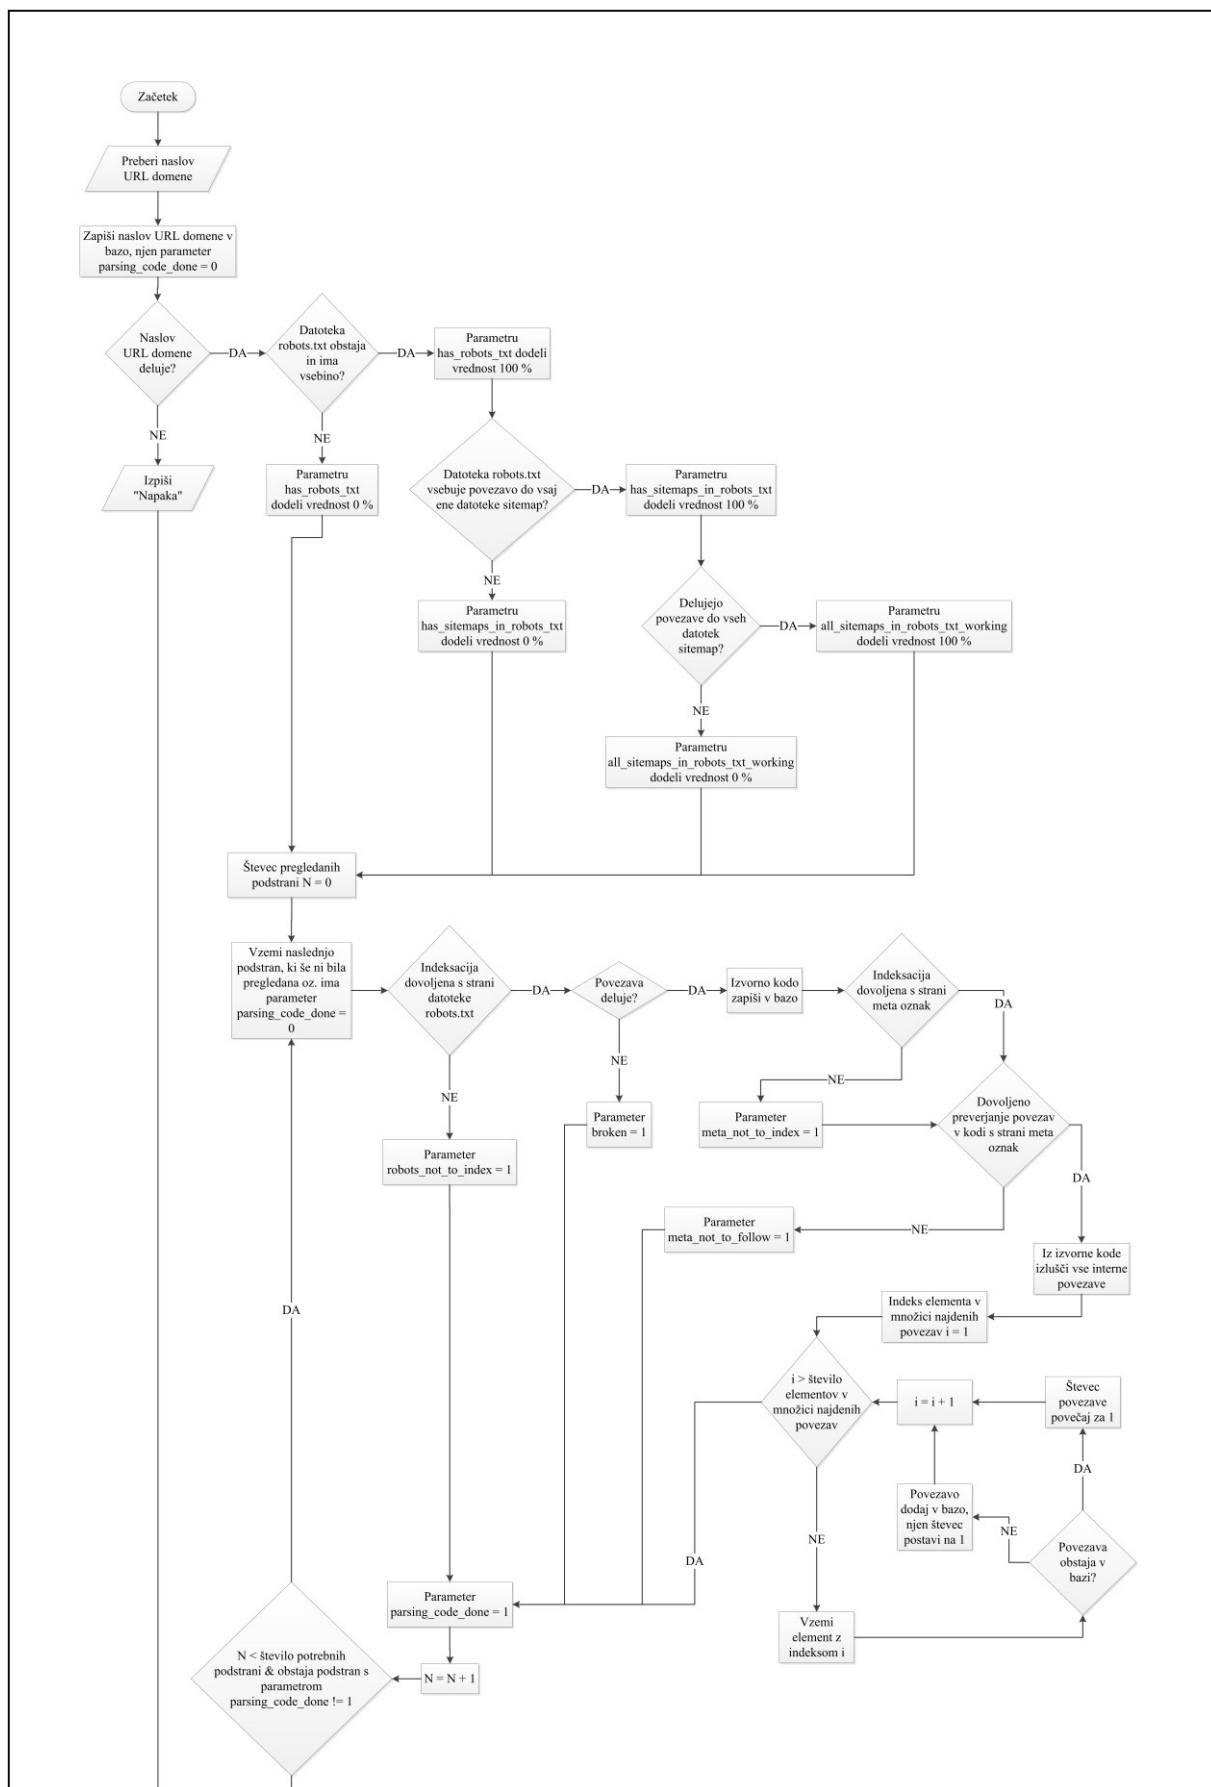 Začetek
Preberi naslov
URL domene
Zapiši naslov URL domene v
bazo, njen parameter
parsing_code_done = 0
Naslov
URL domene
deluje?
DA
Datoteka
robots.txt obstaja
in ima
vsebino?
DA
Parametru
has_robots_txt dodeli
vrednost 100 %
NE
Izpiši
"Napaka"
NE
Parametru
has_robots_txt
dodeli vrednost 0 %
Datoteka robots.txt
vsebuje povezavo do vsaj
ene datoteke sitemap?
DA
Parametru
has_sitemaps_in_robots_txt
dodeli vrednost 100 %
NE
Parametru
has_sitemaps_in_robots_txt
dodeli vrednost 0 %
Delujejo
povezave do vseh
datotek
sitemap?
DA
Parametru
all_sitemaps_in_robots_txt_working
dodeli vrednost 100 %
NE
Parametru
all_sitemaps_in_robots_txt_working
dodeli vrednost 0 %
Števec pregledanih
podstrani N = 0
Vzemi naslednjo
podstran, ki še ni bila
pregledana oz. ima
parameter
parsing_code_done =
0
Indeksacija
dovoljena s strani
datoteke
robots.txt
DA
Povezava
deluje?
DA
Izvorno kodo
zapiši v bazo
Indeksacija
dovoljena s strani
meta oznak
DA
NE
NE
NE
Parameter
robots_not_to_index = 1
Parameter
broken = 1
Parameter
meta_not_to_index = 1
Dovoljeno
preverjanje povezav
v kodi s strani meta
oznak
DA
NE
Parameter
meta_not_to_follow = 1
Iz izvorne kode
izlušči vse interne
povezave
Indeks elementa v
množici najdenih
povezav i = 1
i > število
elementov v
množici najdenih
povezav
i = i + 1
Števec
povezave
povečaj za 1
DA
Povezavo
dodaj v bazo,
njen števec
postavi na 1
NE
Povezava
obstaja v
bazi?
NE
DA
Vzemi
element z
indeksom i
Parameter
parsing_code_done = 1
N = N + 1
N < število potrebnih
podstrani & obstaja podstran s
parametrom
parsing_code_done != 1
DA